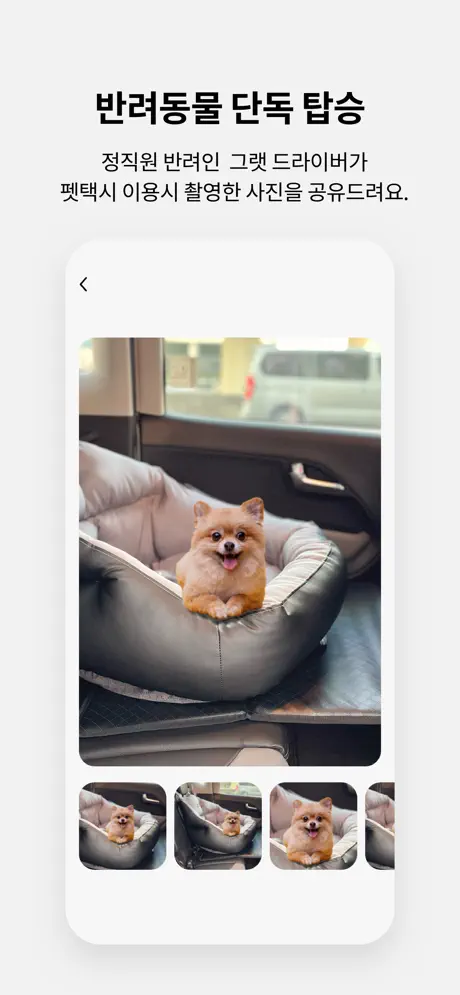 반려동물 단독 탑승
정직원 반려인 그랫 드라이버가
펫택시 이용시 촬영한 사진을 공유드려요.